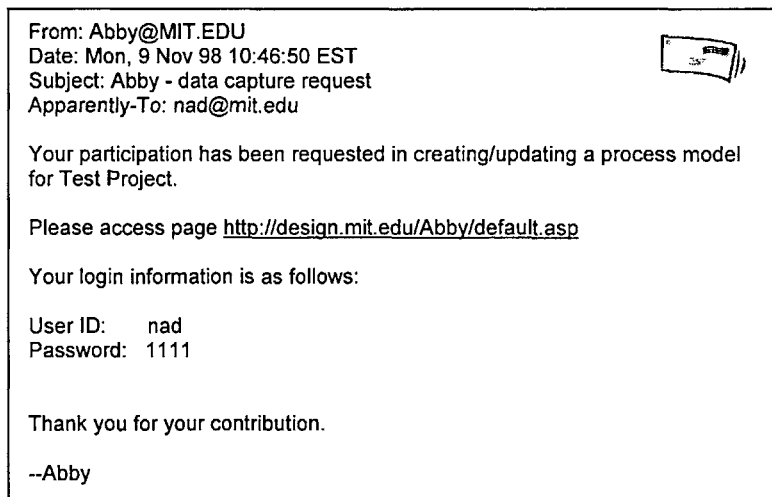 From: Abby@MIT.EDU
Date: Mon, 9 Nov 98 10:46:50 EST
Subject: Abby - data capture request
Apparently-To: nad@mit.edu
Your participation has been requested in creating/updating a process model
for Test Project.
Please access page http://design.mit.edu/Abby/default.asp
Your login information is as follows:
User ID: nad
Password: 1111
Thank you for your contribution.
--Abby